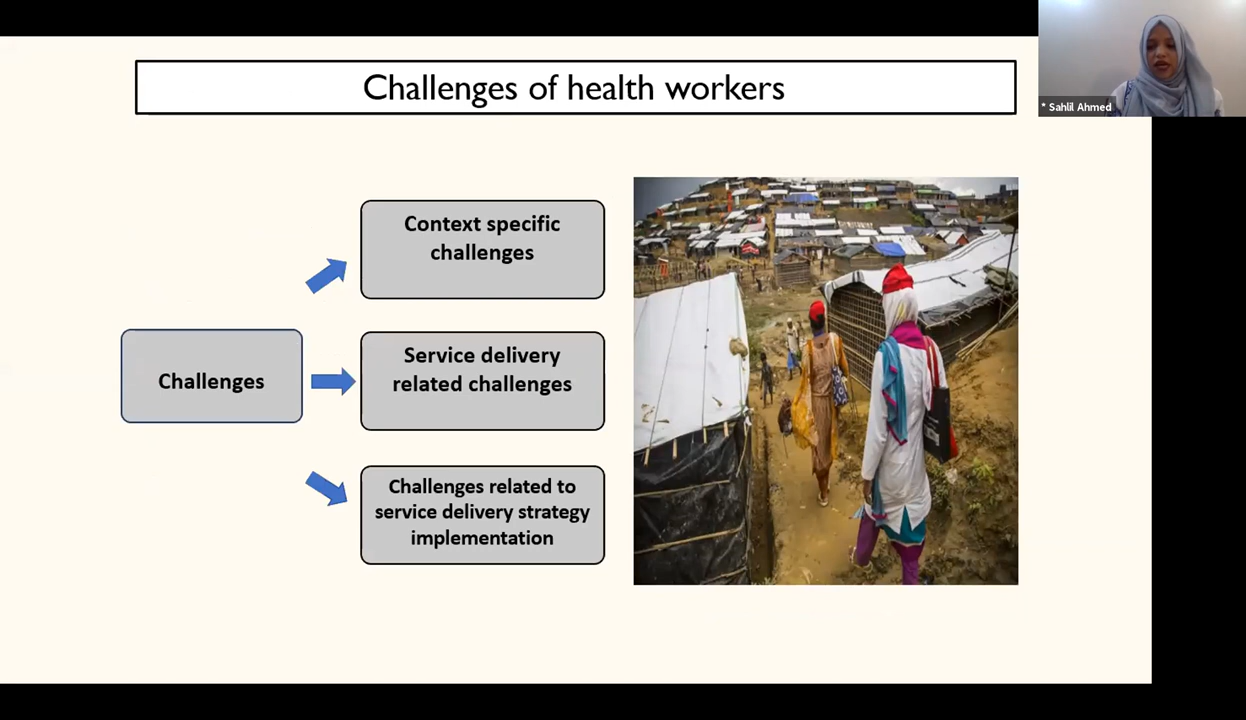 Challenges of health workers
* Sahlil Ahmed
Context specific
challenges
Challenges
Service delivery
related challenges
Challenges related to
service delivery strategy
implementation